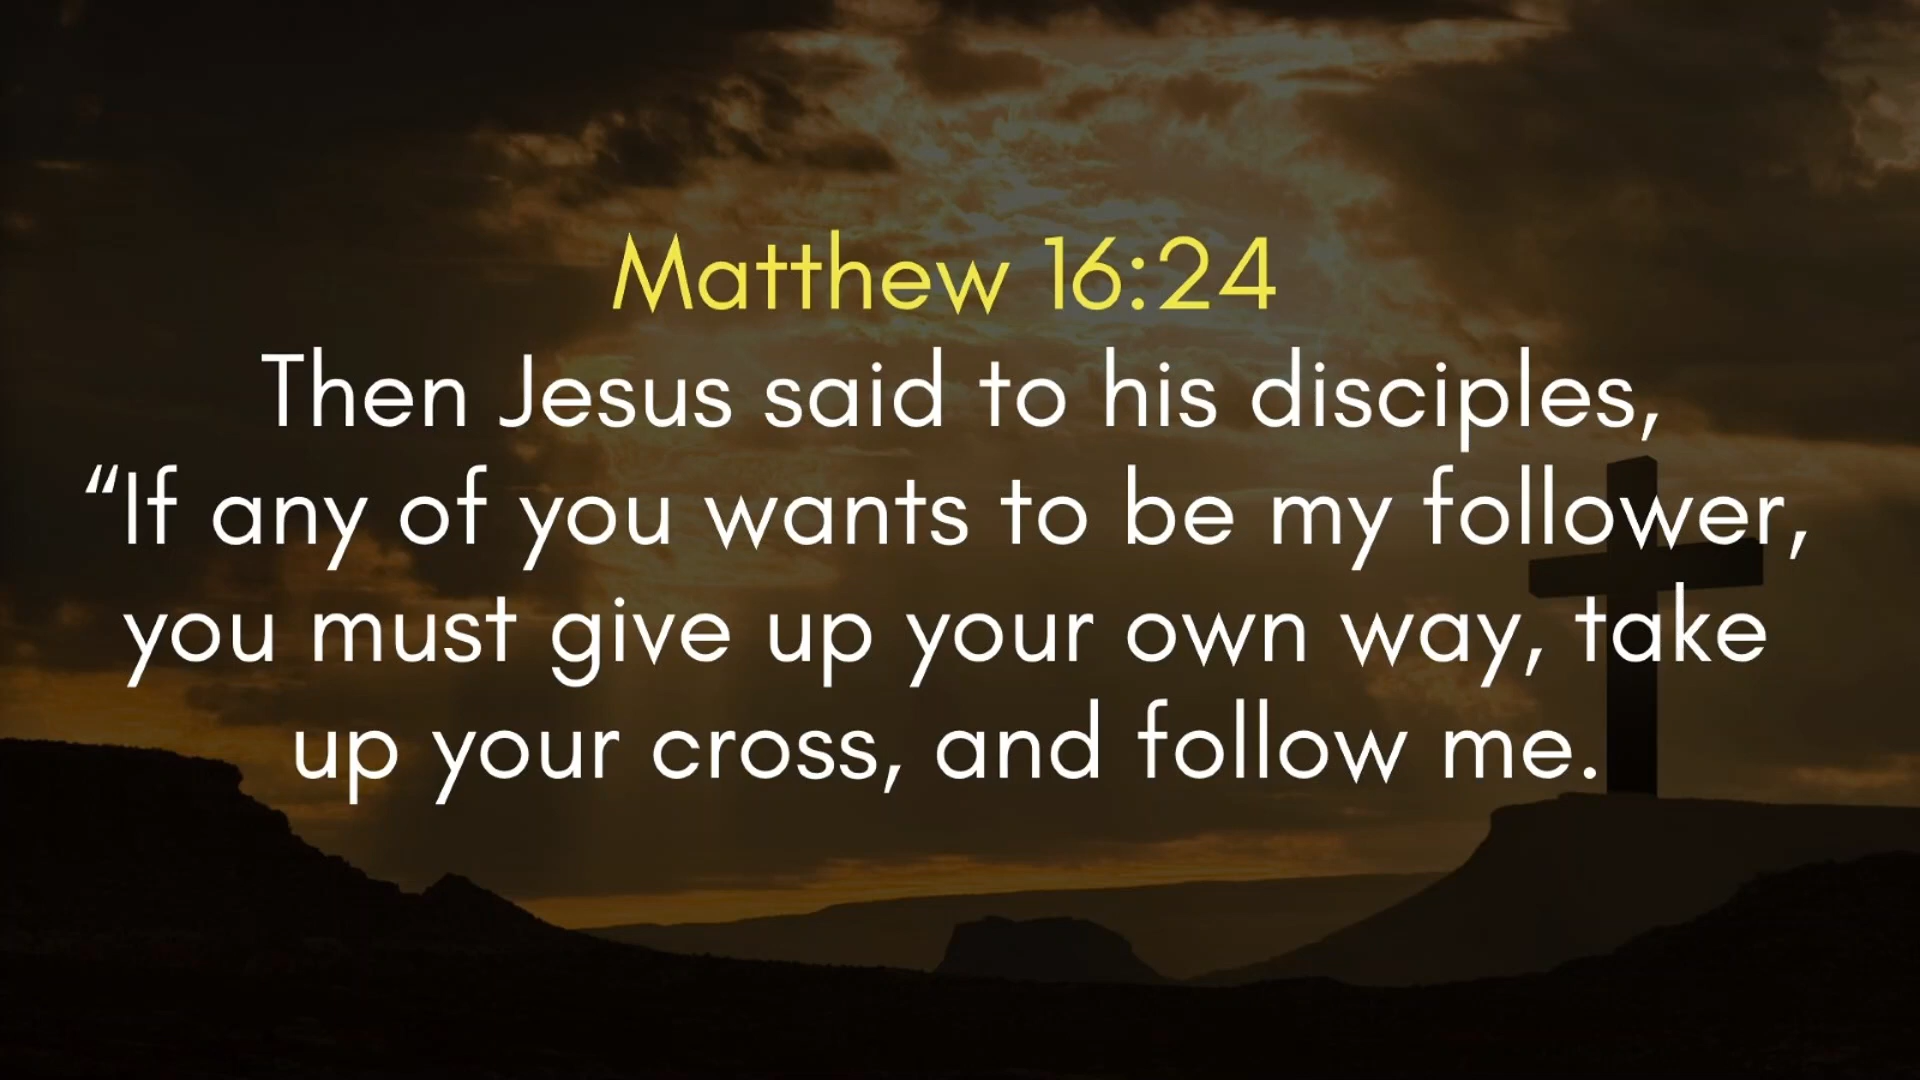 Matthew 16:24
Then Jesus said to his disciples,
“If any of you wants to be my follower,
you must give up your own way, take
up your cross, and follow me.